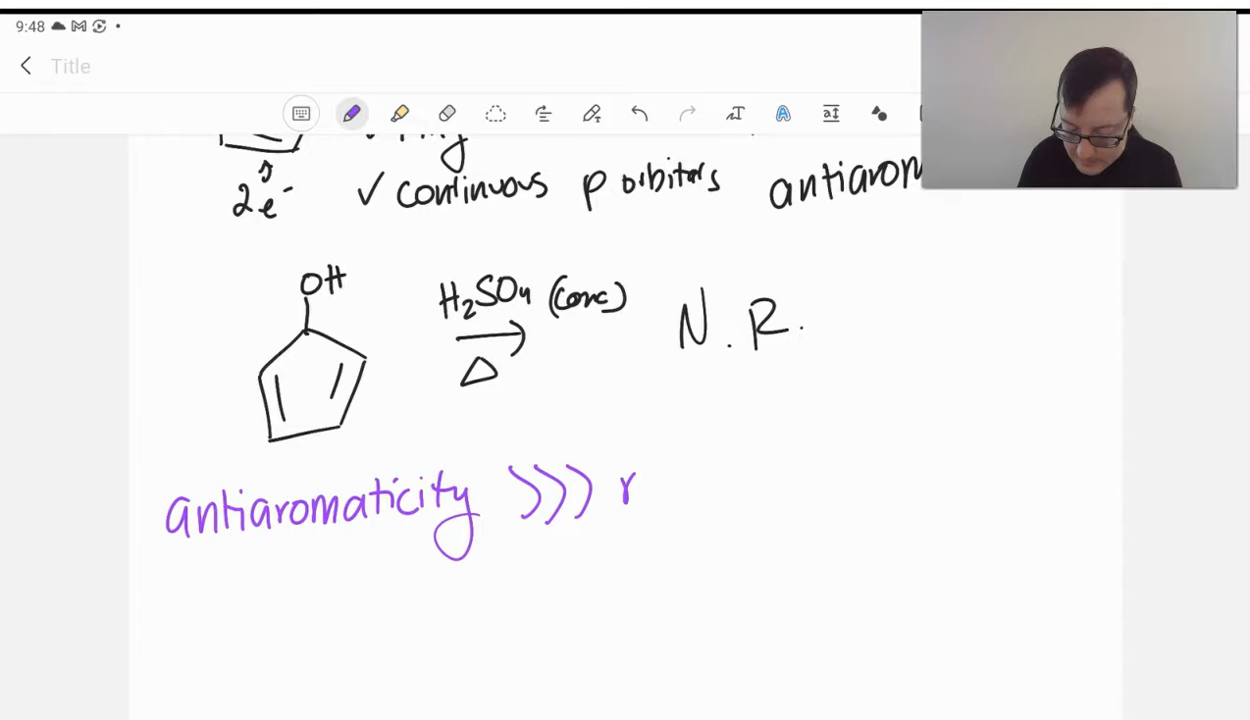 9:48
Title
2e⁻ ✓ continuous p orbitals antiarom
OH
H₂SO₄ (conc)
N.R.
Δ
antiaromaticity >>> r